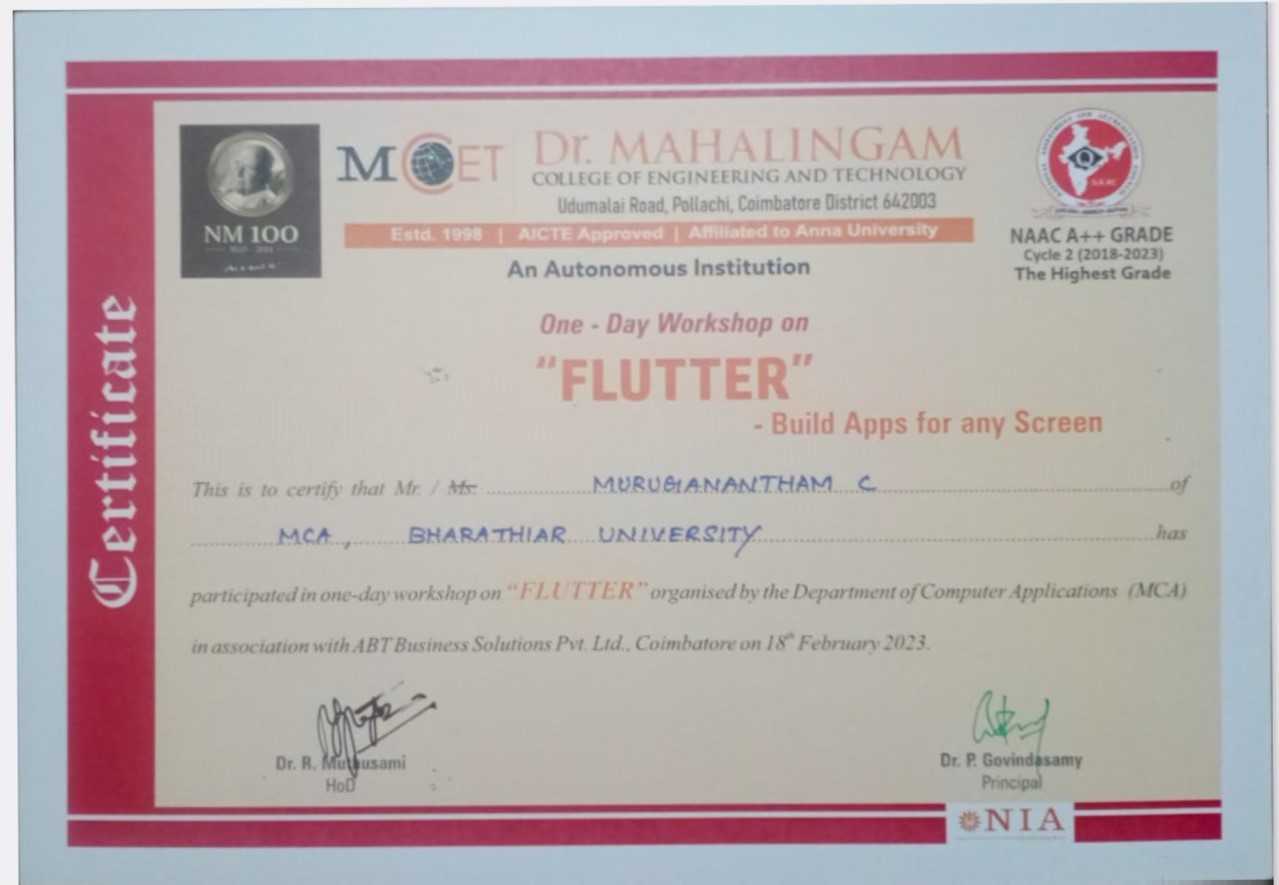 Certificate
NM 100
MCET
Dr. MAHALINGAM
COLLEGE OF ENGINEERING AND TECHNOLOGY
Udumalai Road, Pollachi, Coimbatore District 642003
Estd. 1998 | AICTE Approved | Affiliated to Anna University
An Autonomous Institution
NAAC
NAAC A++ GRADE
Cycle 2 (2018-2023)
The Highest Grade
One - Day Workshop on
“FLUTTER”
- Build Apps for any Screen
This is to certify that Mr. / Ms. MURUGANANTHAM C of
MCA, BHARATHIAR UNIVERSITY has
participated in one-day workshop on “FLUTTER” organised by the Department of Computer Applications (MCA)
in association with ABT Business Solutions Pvt. Ltd., Coimbatore on 18th February 2023.
Dr. R. Muthusami
HoD
Dr. P. Govindasamy
Principal
NIA